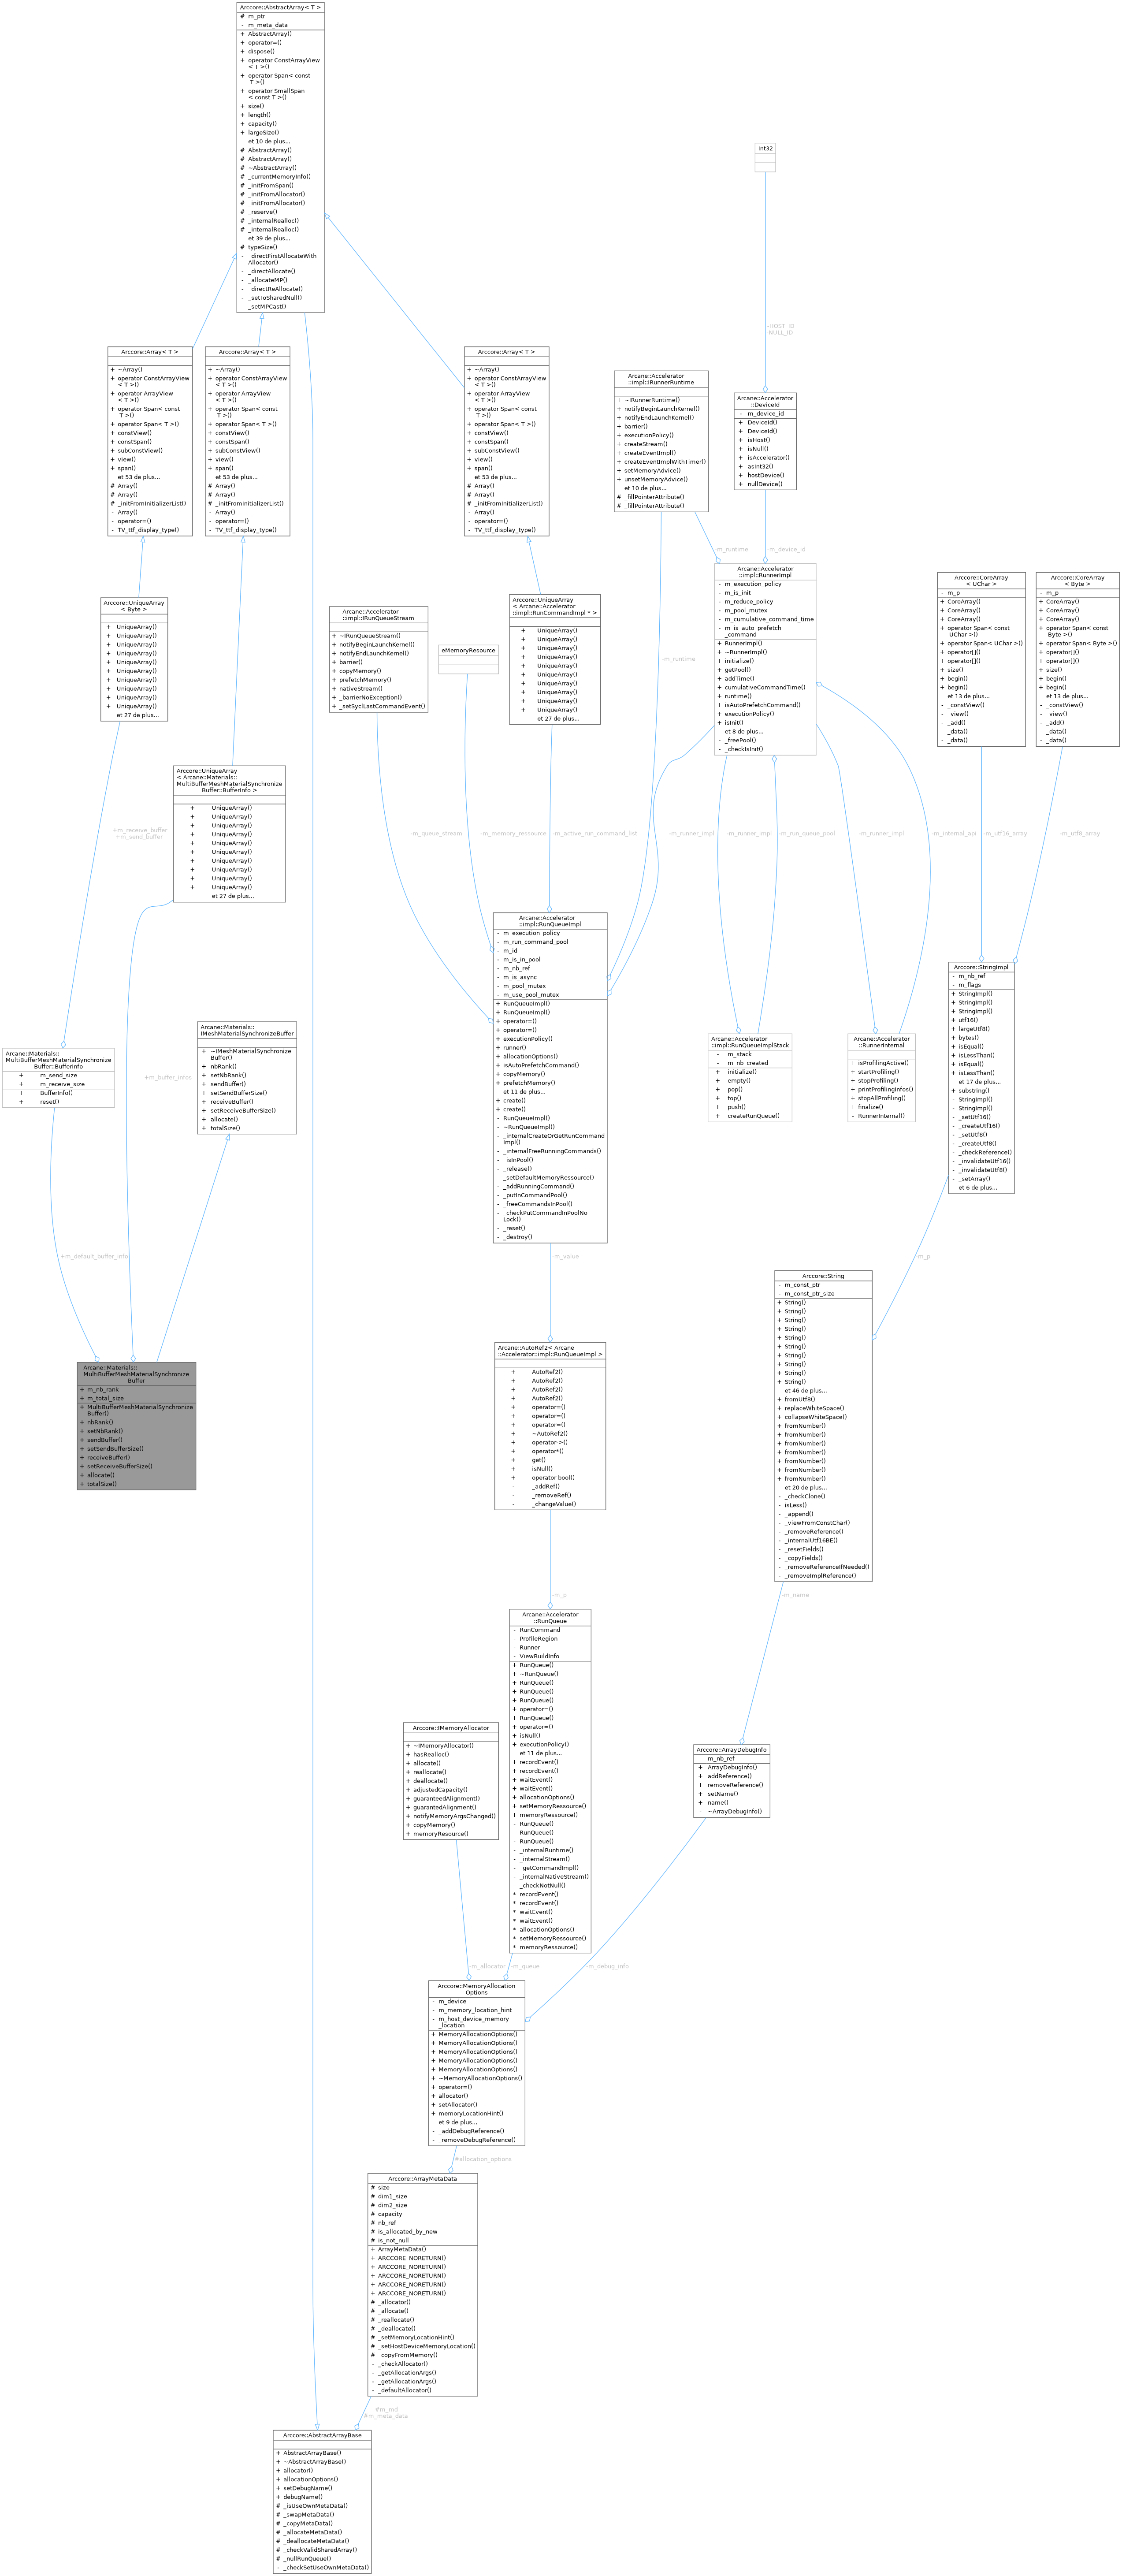 Arccore::AbstractArray< T >
# m_ptr
- m_meta_data
+ AbstractArray()
+ operator=()
+ dispose()
+ operator ConstArrayView
< T >()
+ operator Span< const
T >()
+ operator SmallSpan
< const T >()
+ size()
+ length()
+ capacity()
+ largeSize()
et 10 de plus...
# AbstractArray()
# AbstractArray()
# ~AbstractArray()
# _currentMemoryInfo()
# _initFromSpan()
# _initFromAllocator()
# _initFromAllocator()
# _reserve()
# _internalRealloc()
# _internalRealloc()
et 39 de plus...
# typeSize()
- _directFirstAllocateWith
Allocator()
- _directAllocate()
- _allocateMP()
- _directReAllocate()
- _setToSharedNull()
- _setMPCast()
Int32
-HOST_ID
-NULL_ID
Arccore::Array< T >
+ ~Array()
+ operator ConstArrayView
< T >()
+ operator ArrayView
< T >()
+ operator Span< const
T >()
+ operator Span< T >()
+ constView()
+ constSpan()
+ subConstView()
+ view()
+ span()
et 53 de plus...
# Array()
# Array()
# _initFromInitializerList()
- Array()
- operator=()
- TV_ttf_display_type()
Arccore::Array< T >
+ ~Array()
+ operator ConstArrayView
< T >()
+ operator ArrayView
< T >()
+ operator Span< const
T >()
+ operator Span< T >()
+ constView()
+ constSpan()
+ subConstView()
+ view()
+ span()
et 53 de plus...
# Array()
# Array()
# _initFromInitializerList()
- Array()
- operator=()
- TV_ttf_display_type()
Arccore::Array< T >
+ ~Array()
+ operator ConstArrayView
< T >()
+ operator ArrayView
< T >()
+ operator Span< const
T >()
+ operator Span< T >()
+ constView()
+ constSpan()
+ subConstView()
+ view()
+ span()
et 53 de plus...
# Array()
# Array()
# _initFromInitializerList()
- Array()
- operator=()
- TV_ttf_display_type()
Arcane::Accelerator
::impl::IRunnerRuntime
+ ~IRunnerRuntime()
+ notifyBeginLaunchKernel()
+ notifyEndLaunchKernel()
+ barrier()
+ executionPolicy()
+ createStream()
+ createEventImpl()
+ createEventImplWithTimer()
+ setMemoryAdvice()
+ unsetMemoryAdvice()
et 10 de plus...
# _fillPointerAttribute()
# _fillPointerAttribute()
Arcane::Accelerator
::DeviceId
- m_device_id
+ DeviceId()
+ DeviceId()
+ isHost()
+ isNull()
+ isAccelerator()
+ asInt32()
+ hostDevice()
+ nullDevice()
-m_runtime
-m_device_id
Arcane::Accelerator
::impl::RunnerImpl
- m_execution_policy
- m_is_init
- m_reduce_policy
- m_pool_mutex
- m_cumulative_command_time
- m_is_auto_prefetch
_command
+ RunnerImpl()
+ ~RunnerImpl()
+ initialize()
+ getPool()
+ addTime()
+ cumulativeCommandTime()
+ runtime()
+ isAutoPrefetchCommand()
+ executionPolicy()
+ isInit()
et 8 de plus...
- _freePool()
- _checkIsInit()
Arccore::CoreArray
< UChar >
- m_p
+ CoreArray()
+ CoreArray()
+ CoreArray()
+ operator Span< const
UChar >()
+ operator Span< UChar >()
+ operator[]()
+ operator[]()
+ size()
+ begin()
+ begin()
et 13 de plus...
- _constView()
- _view()
- _add()
- _data()
- _data()
Arccore::CoreArray
< Byte >
- m_p
+ CoreArray()
+ CoreArray()
+ CoreArray()
+ operator Span< const
Byte >()
+ operator Span< Byte >()
+ operator[]()
+ operator[]()
+ size()
+ begin()
+ begin()
et 13 de plus...
- _constView()
- _view()
- _add()
- _data()
- _data()
Arccore::UniqueArray
< Byte >
+ UniqueArray()
+ UniqueArray()
+ UniqueArray()
+ UniqueArray()
+ UniqueArray()
+ UniqueArray()
+ UniqueArray()
+ UniqueArray()
+ UniqueArray()
+ UniqueArray()
et 27 de plus...
Arcane::Accelerator
::impl::IRunQueueStream
+ ~IRunQueueStream()
+ notifyBeginLaunchKernel()
+ notifyEndLaunchKernel()
+ barrier()
+ copyMemory()
+ prefetchMemory()
+ nativeStream()
+ _barrierNoException()
+ _setSyclLastCommandEvent()
eMemoryResource
Arccore::UniqueArray
< Arcane::Accelerator
::impl::RunCommandImpl * >
+ UniqueArray()
+ UniqueArray()
+ UniqueArray()
+ UniqueArray()
+ UniqueArray()
+ UniqueArray()
+ UniqueArray()
+ UniqueArray()
+ UniqueArray()
+ UniqueArray()
et 27 de plus...
-m_runtime
Arccore::UniqueArray
< Arcane::Materials::
MultiBufferMeshMaterialSynchronize
Buffer::BufferInfo >
+ UniqueArray()
+ UniqueArray()
+ UniqueArray()
+ UniqueArray()
+ UniqueArray()
+ UniqueArray()
+ UniqueArray()
+ UniqueArray()
+ UniqueArray()
+ UniqueArray()
et 27 de plus...
+m_receive_buffer
+m_send_buffer
-m_queue_stream
-m_memory_ressource
-m_active_run_command_list
-m_runner_impl
-m_runner_impl
-m_run_queue_pool
-m_runner_impl
-m_internal_api
-m_utf16_array
-m_utf8_array
Arcane::Accelerator
::impl::RunQueueImpl
- m_execution_policy
- m_run_command_pool
- m_id
- m_is_in_pool
- m_nb_ref
- m_is_async
- m_pool_mutex
- m_use_pool_mutex
+ RunQueueImpl()
+ RunQueueImpl()
+ operator=()
+ operator=()
+ executionPolicy()
+ runner()
+ allocationOptions()
+ isAutoPrefetchCommand()
+ copyMemory()
+ prefetchMemory()
et 11 de plus...
+ create()
+ create()
- RunQueueImpl()
- ~RunQueueImpl()
- _internalCreateOrGetRunCommand
Impl()
- _internalFreeRunningCommands()
- _isInPool()
- _release()
- _setDefaultMemoryRessource()
- _addRunningCommand()
- _putInCommandPool()
- _freeCommandsInPool()
- _checkPutCommandInPoolNo
Lock()
- _reset()
- _destroy()
Arccore::StringImpl
- m_nb_ref
- m_flags
+ StringImpl()
+ StringImpl()
+ StringImpl()
+ utf16()
+ largeUtf8()
+ bytes()
+ isEqual()
+ isLessThan()
+ isEqual()
+ isLessThan()
et 17 de plus...
+ substring()
- StringImpl()
- StringImpl()
- _setUtf16()
- _createUtf16()
- _setUtf8()
- _createUtf8()
- _checkReference()
- _invalidateUtf16()
- _invalidateUtf8()
- _setArray()
et 6 de plus...
Arcane::Materials::
IMeshMaterialSynchronizeBuffer
+ ~IMeshMaterialSynchronize
Buffer()
+ nbRank()
+ setNbRank()
+ sendBuffer()
+ setSendBufferSize()
+ receiveBuffer()
+ setReceiveBufferSize()
+ allocate()
+ totalSize()
Arcane::Accelerator
::impl::RunQueueImplStack
- m_stack
- m_nb_created
+ initialize()
+ empty()
+ pop()
+ top()
+ push()
+ createRunQueue()
Arcane::Accelerator
::RunnerInternal
+ isProfilingActive()
+ startProfiling()
+ stopProfiling()
+ printProfilingInfos()
+ stopAllProfiling()
+ finalize()
- RunnerInternal()
Arcane::Materials::
MultiBufferMeshMaterialSynchronize
Buffer::BufferInfo
+ m_send_size
+ m_receive_size
+ BufferInfo()
+ reset()
+m_buffer_infos
+m_default_buffer_info
-m_value
-m_p
Arccore::String
- m_const_ptr
- m_const_ptr_size
+ String()
+ String()
+ String()
+ String()
+ String()
+ String()
+ String()
+ String()
+ String()
+ String()
et 46 de plus...
+ fromUtf8()
+ replaceWhiteSpace()
+ collapseWhiteSpace()
+ fromNumber()
+ fromNumber()
+ fromNumber()
+ fromNumber()
+ fromNumber()
+ fromNumber()
+ fromNumber()
et 20 de plus...
- _checkClone()
- isLess()
- _append()
- _viewFromConstChar()
- _removeReference()
- _internalUtf16BE()
- _resetFields()
- _copyFields()
- _removeReferenceIfNeeded()
- _removeImplReference()
Arcane::AutoRef2< Arcane
::Accelerator::impl::RunQueueImpl >
+ AutoRef2()
+ AutoRef2()
+ AutoRef2()
+ AutoRef2()
+ operator=()
+ operator=()
+ operator=()
+ ~AutoRef2()
+ operator->()
+ operator*()
+ get()
+ isNull()
+ operator bool()
- _addRef()
- _removeRef()
- _changeValue()
Arcane::Materials::
MultiBufferMeshMaterialSynchronize
Buffer
+ m_nb_rank
+ m_total_size
+ MultiBufferMeshMaterialSynchronize
Buffer()
+ nbRank()
+ setNbRank()
+ sendBuffer()
+ setSendBufferSize()
+ receiveBuffer()
+ setReceiveBufferSize()
+ allocate()
+ totalSize()
-m_p
-m_name
Arcane::Accelerator
::RunQueue
- RunCommand
- ProfileRegion
- Runner
- ViewBuildInfo
+ RunQueue()
+ ~RunQueue()
+ RunQueue()
+ RunQueue()
+ RunQueue()
+ operator=()
+ RunQueue()
+ operator=()
+ isNull()
+ executionPolicy()
et 11 de plus...
+ recordEvent()
+ recordEvent()
+ waitEvent()
+ waitEvent()
+ allocationOptions()
+ setMemoryRessource()
+ memoryRessource()
- RunQueue()
- RunQueue()
- RunQueue()
- _internalRuntime()
- _internalStream()
- _getCommandImpl()
- _internalNativeStream()
- _checkNotNull()
* recordEvent()
* recordEvent()
* waitEvent()
* waitEvent()
* allocationOptions()
* setMemoryRessource()
* memoryRessource()
Arccore::IMemoryAllocator
+ ~IMemoryAllocator()
+ hasRealloc()
+ allocate()
+ reallocate()
+ deallocate()
+ adjustedCapacity()
+ guaranteedAlignment()
+ guarantedAlignment()
+ notifyMemoryArgsChanged()
+ copyMemory()
+ memoryResource()
Arccore::ArrayDebugInfo
- m_nb_ref
+ ArrayDebugInfo()
+ addReference()
+ removeReference()
+ setName()
+ name()
- ~ArrayDebugInfo()
-m_allocator
-m_queue
-m_debug_info
Arccore::MemoryAllocation
Options
- m_device
- m_memory_location_hint
- m_host_device_memory
_location
+ MemoryAllocationOptions()
+ MemoryAllocationOptions()
+ MemoryAllocationOptions()
+ MemoryAllocationOptions()
+ MemoryAllocationOptions()
+ ~MemoryAllocationOptions()
+ operator=()
+ allocator()
+ setAllocator()
+ memoryLocationHint()
et 9 de plus...
- _addDebugReference()
- _removeDebugReference()
#allocation_options
Arccore::ArrayMetaData
# size
# dim1_size
# dim2_size
# capacity
# nb_ref
# is_allocated_by_new
# is_not_null
+ ArrayMetaData()
+ ARCCORE_NORETURN()
+ ARCCORE_NORETURN()
+ ARCCORE_NORETURN()
+ ARCCORE_NORETURN()
+ ARCCORE_NORETURN()
# _allocator()
# _allocate()
# _reallocate()
# _deallocate()
# _setMemoryLocationHint()
# _setHostDeviceMemoryLocation()
# _copyFromMemory()
- _checkAllocator()
- _getAllocationArgs()
- _getAllocationArgs()
- _defaultAllocator()
#m_md
#m_meta_data
Arccore::AbstractArrayBase
+ AbstractArrayBase()
+ ~AbstractArrayBase()
+ allocator()
+ allocationOptions()
+ setDebugName()
+ debugName()
# _isUseOwnMetaData()
# _swapMetaData()
# _copyMetaData()
# _allocateMetaData()
# _deallocateMetaData()
# _checkValidSharedArray()
# _nullRunQueue()
- _checkSetUseOwnMetaData()